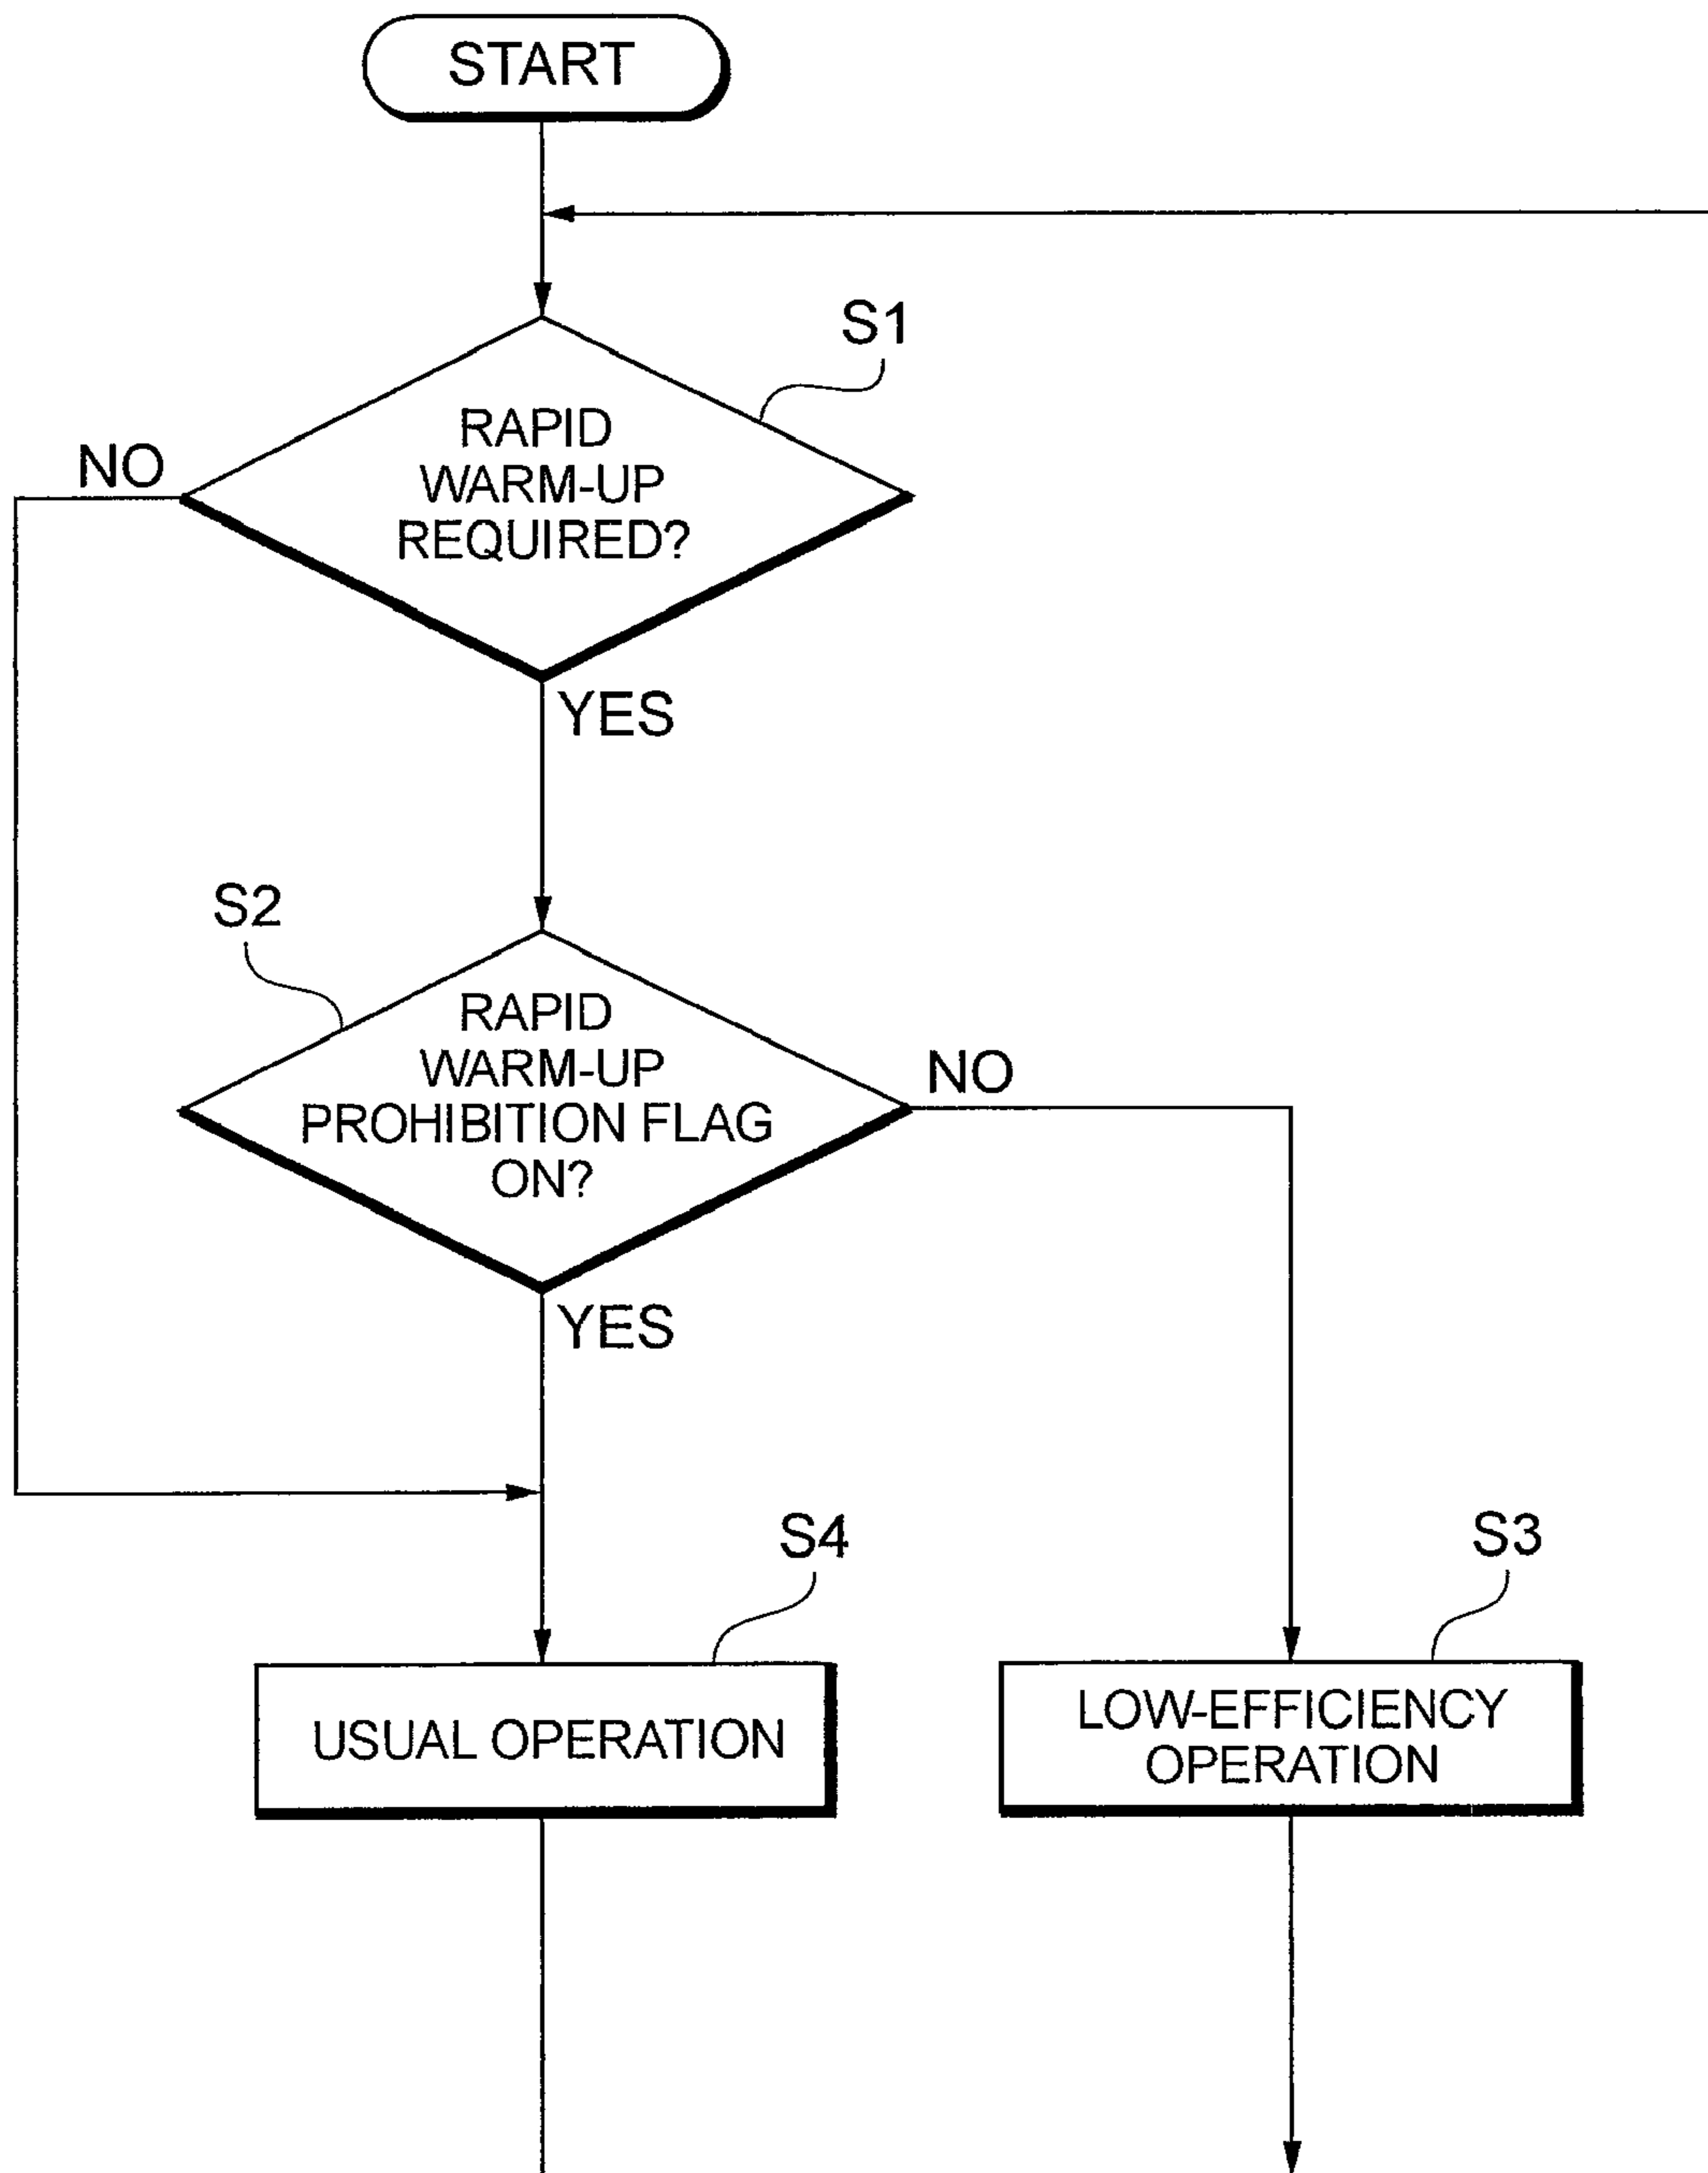 START
S1
RAPID
WARM-UP
REQUIRED?
NO
YES
S2
RAPID
WARM-UP
PROHIBITION FLAG
ON?
NO
YES
S4
S3
USUAL OPERATION
LOW-EFFICIENCY
OPERATION